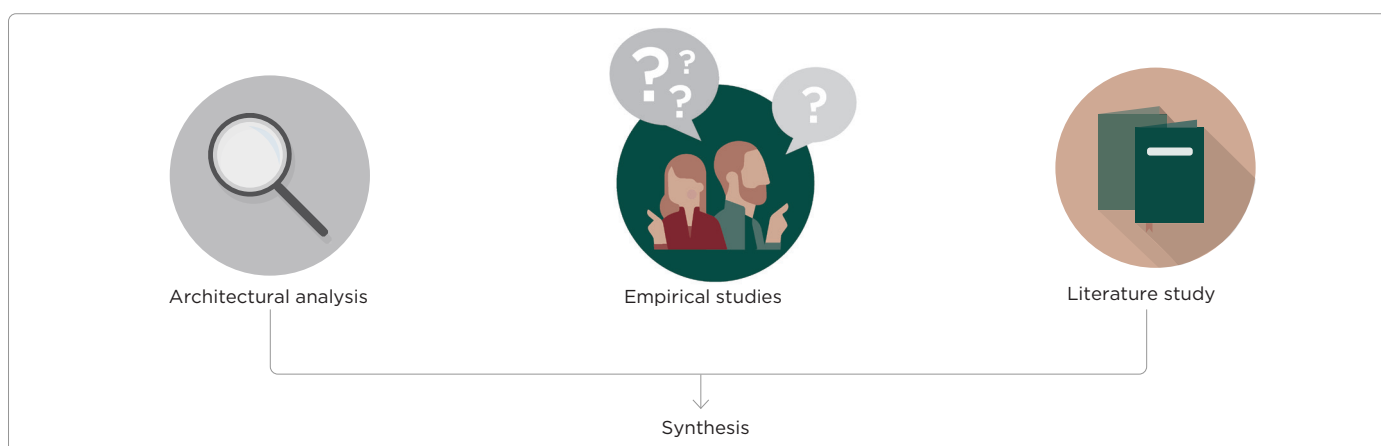 ? ? ?
?
Architectural analysis
Empirical studies
Literature study
Synthesis